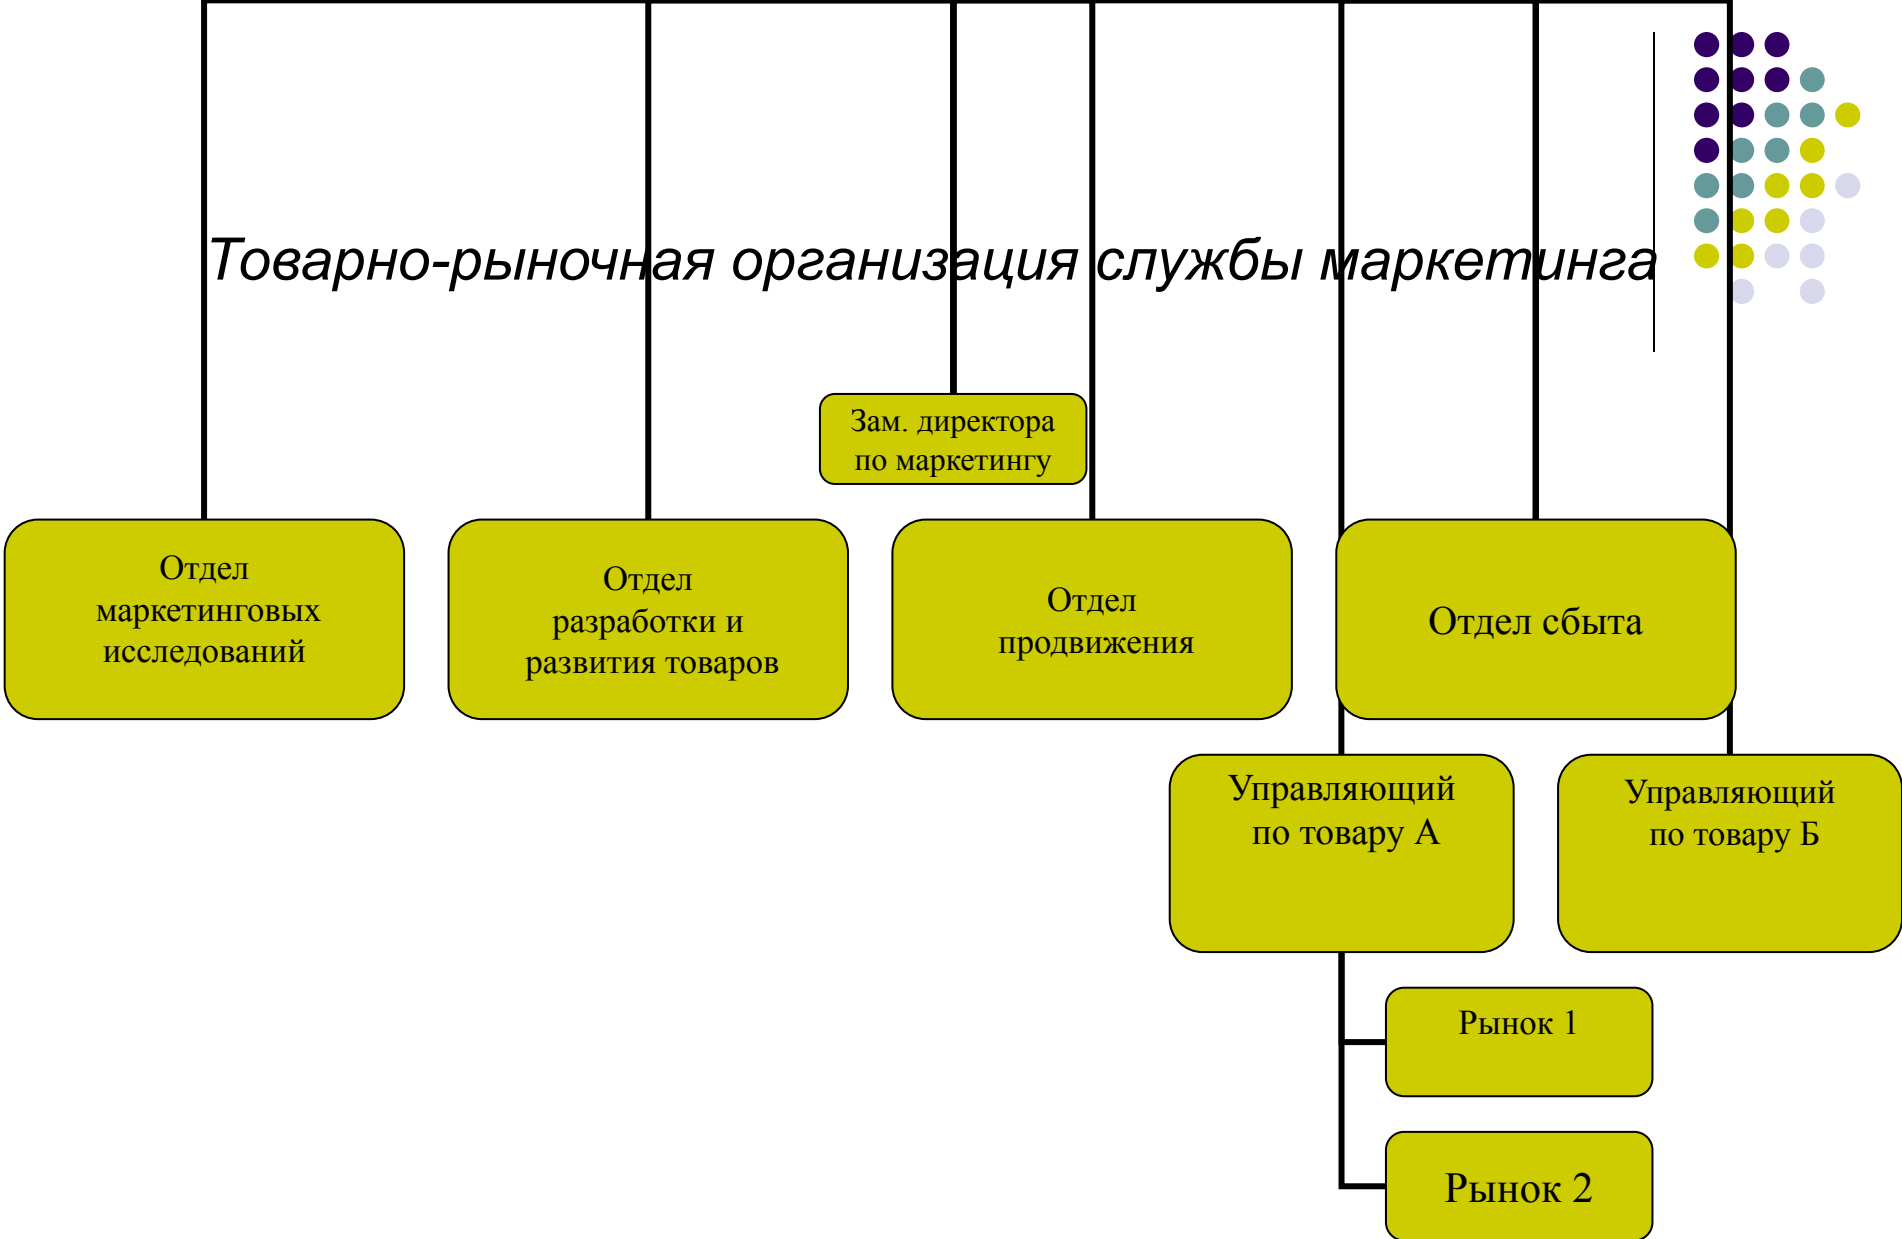 Товарно-рыночная организация службы маркетинга
Зам. директора
по маркетингу
Отдел
маркетинговых
исследований
Отдел
разработки и
развития товаров
Отдел
продвижения
Отдел сбыта
Управляющий
по товару А
Управляющий
по товару Б
Рынок 1
Рынок 2